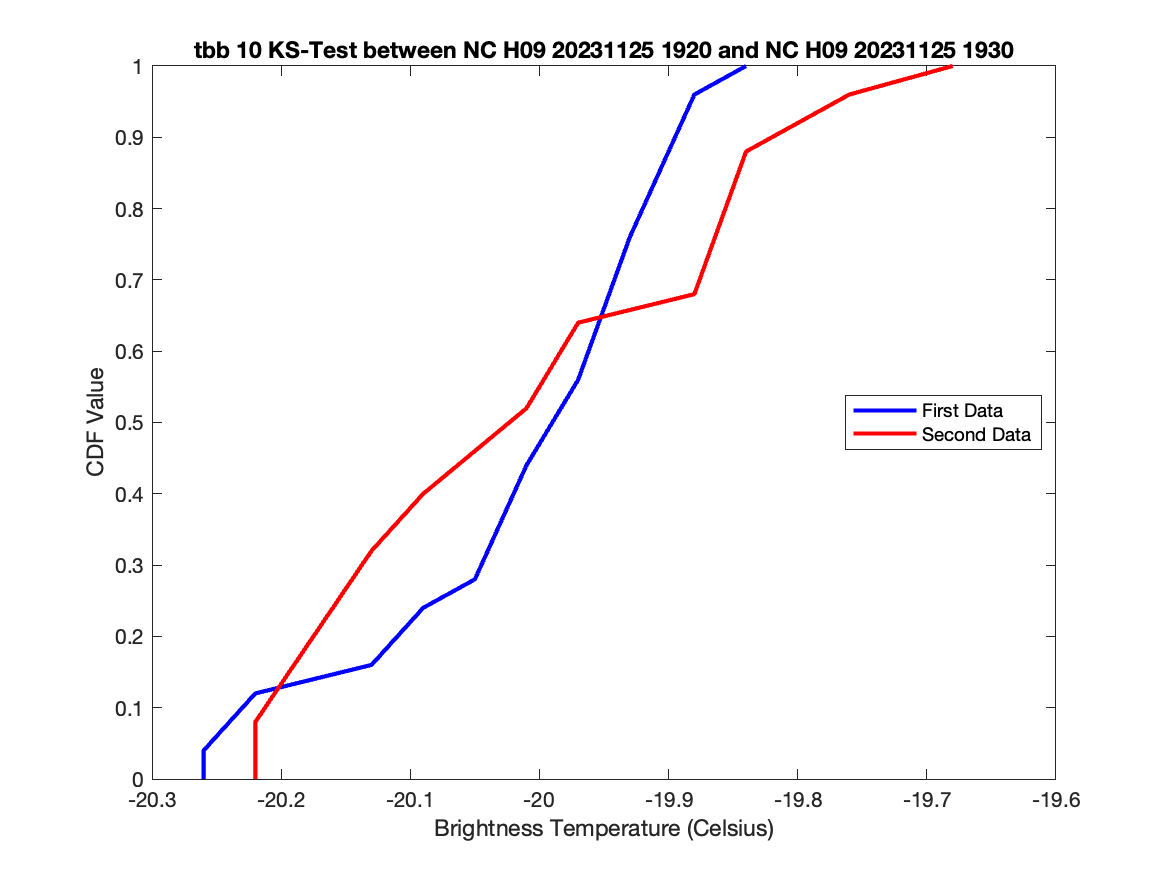 tbb 10 KS-Test between NC H09 20231125 1920 and NC H09 20231125 1930
1
0.9
0.8
0.7
0.6
0.5
0.4
0.3
0.2
0.1
0
CDF Value
First Data
Second Data
-20.3 -20.2 -20.1 -20 -19.9 -19.8 -19.7 -19.6
Brightness Temperature (Celsius)